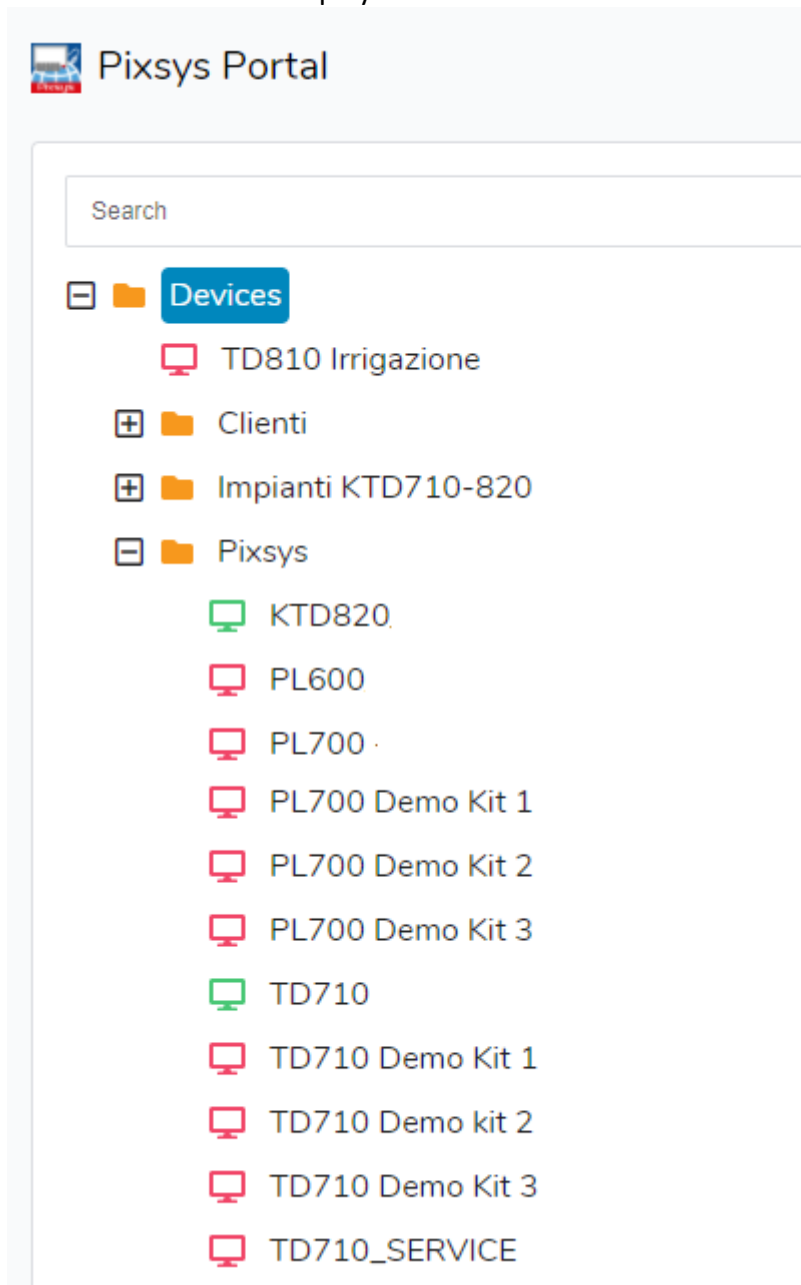 Pixsys Portal
Search
Devices
TD810 Irrigazione
Clienti
Impianti KTD710-820
Pixsys
KTD820
PL600
PL700
PL700 Demo Kit 1
PL700 Demo Kit 2
PL700 Demo Kit 3
TD710
TD710 Demo Kit 1
TD710 Demo kit 2
TD710 Demo Kit 3
TD710_SERVICE